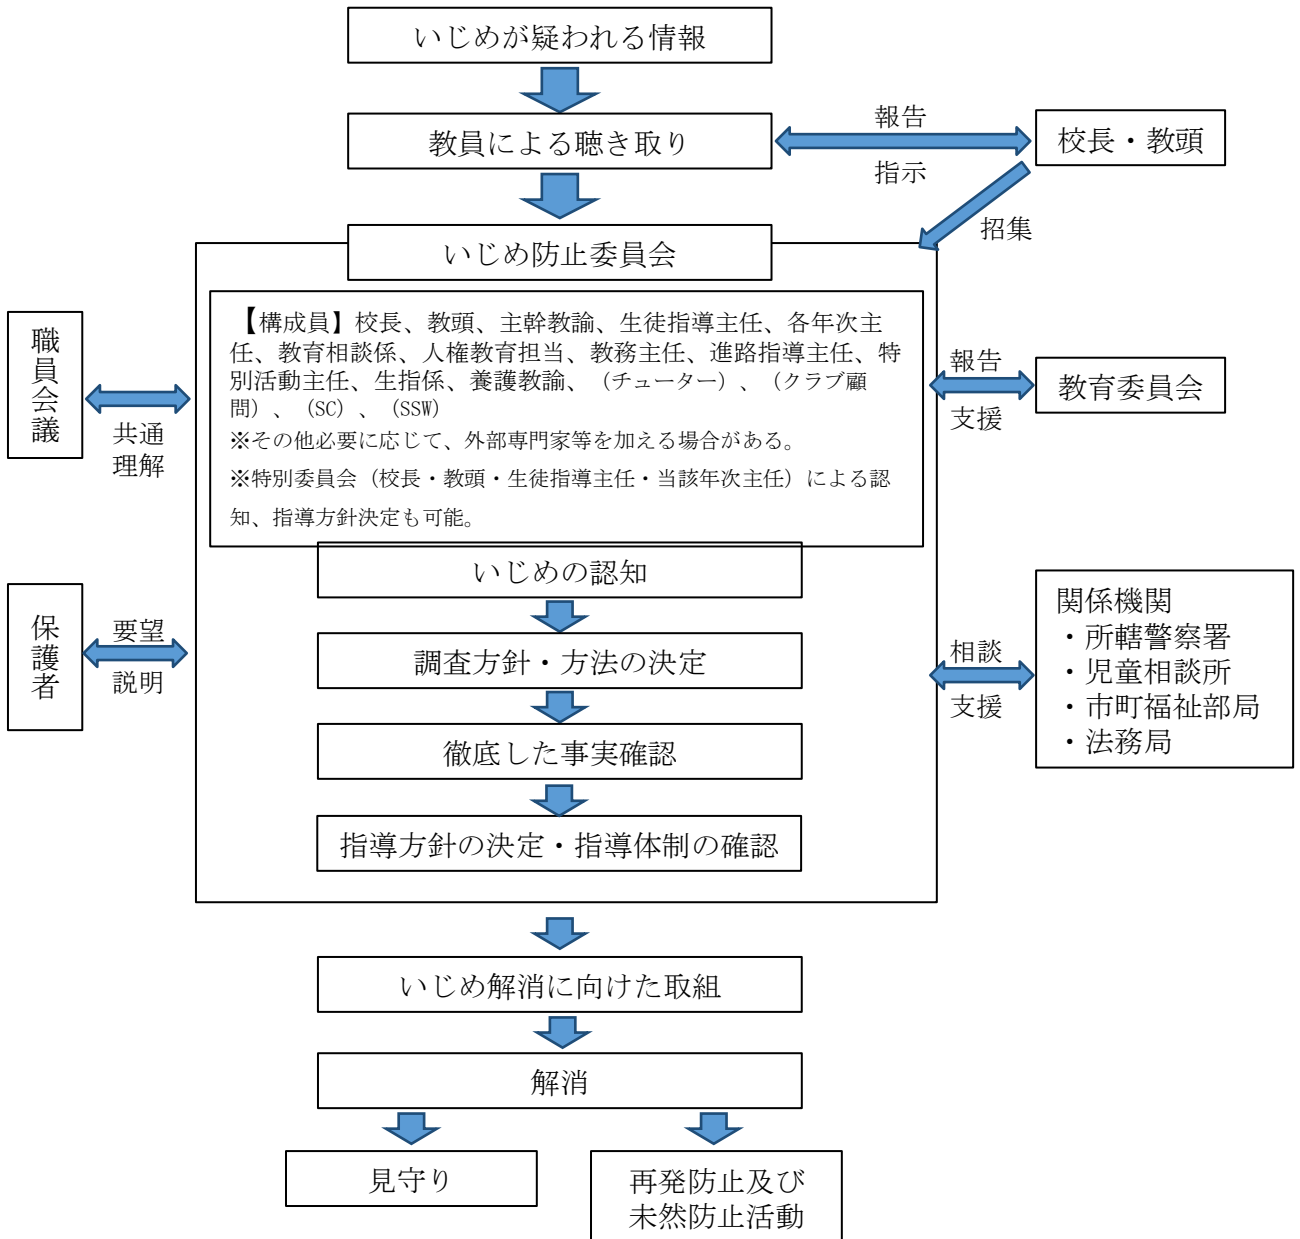 いじめが疑われる情報
教員による聴き取り
報告
指示
校長・教頭
招集
いじめ防止委員会
【構成員】校長、教頭、主幹教諭、生徒指導主任、各年次主
任、教育相談係、人権教育担当、教務主任、進路指導主任、特
別活動主任、生指係、養護教諭、（チューター）、（クラブ顧
問）、（SC）、（SSW）
※その他必要に応じて、外部専門家等を加える場合がある。
※特別委員会（校長・教頭・生徒指導主任・当該年次主任）による認
知、指導方針決定も可能。
職員会議
共通
理解
報告
支援
教育委員会
いじめの認知
調査方針・方法の決定
徹底した事実確認
指導方針の決定・指導体制の確認
保護者
要望
説明
相談
支援
関係機関
・所轄警察署
・児童相談所
・市町福祉部局
・法務局
いじめ解消に向けた取組
解消
見守り
再発防止及び
未然防止活動